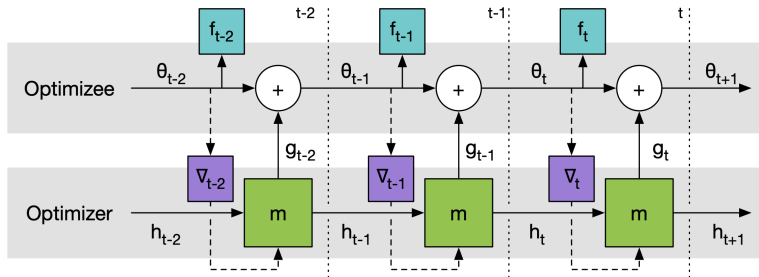 t-2 t-1 t
f_{t-2} f_{t-1} f_t
Optimizee θ_{t-2} + θ_{t-1} + θ_t + θ_{t+1}
g_{t-2} g_{t-1} g_t
∇_{t-2} ∇_{t-1} ∇_t
Optimizer m m m
h_{t-2} h_{t-1} h_t h_{t+1}